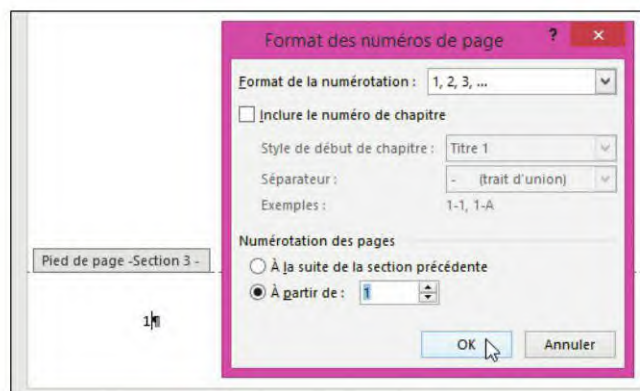 Format des numéros de page ? ×
Format de la numérotation : 1, 2, 3, ...
Inclure le numéro de chapitre
Style de début de chapitre : Titre 1
Séparateur : - (trait d'union)
Exemples : 1-1, 1-A
Numérotation des pages
Pied de page -Section 3 -
À la suite de la section précédente
À partir de : 1
1¶
OK Annuler